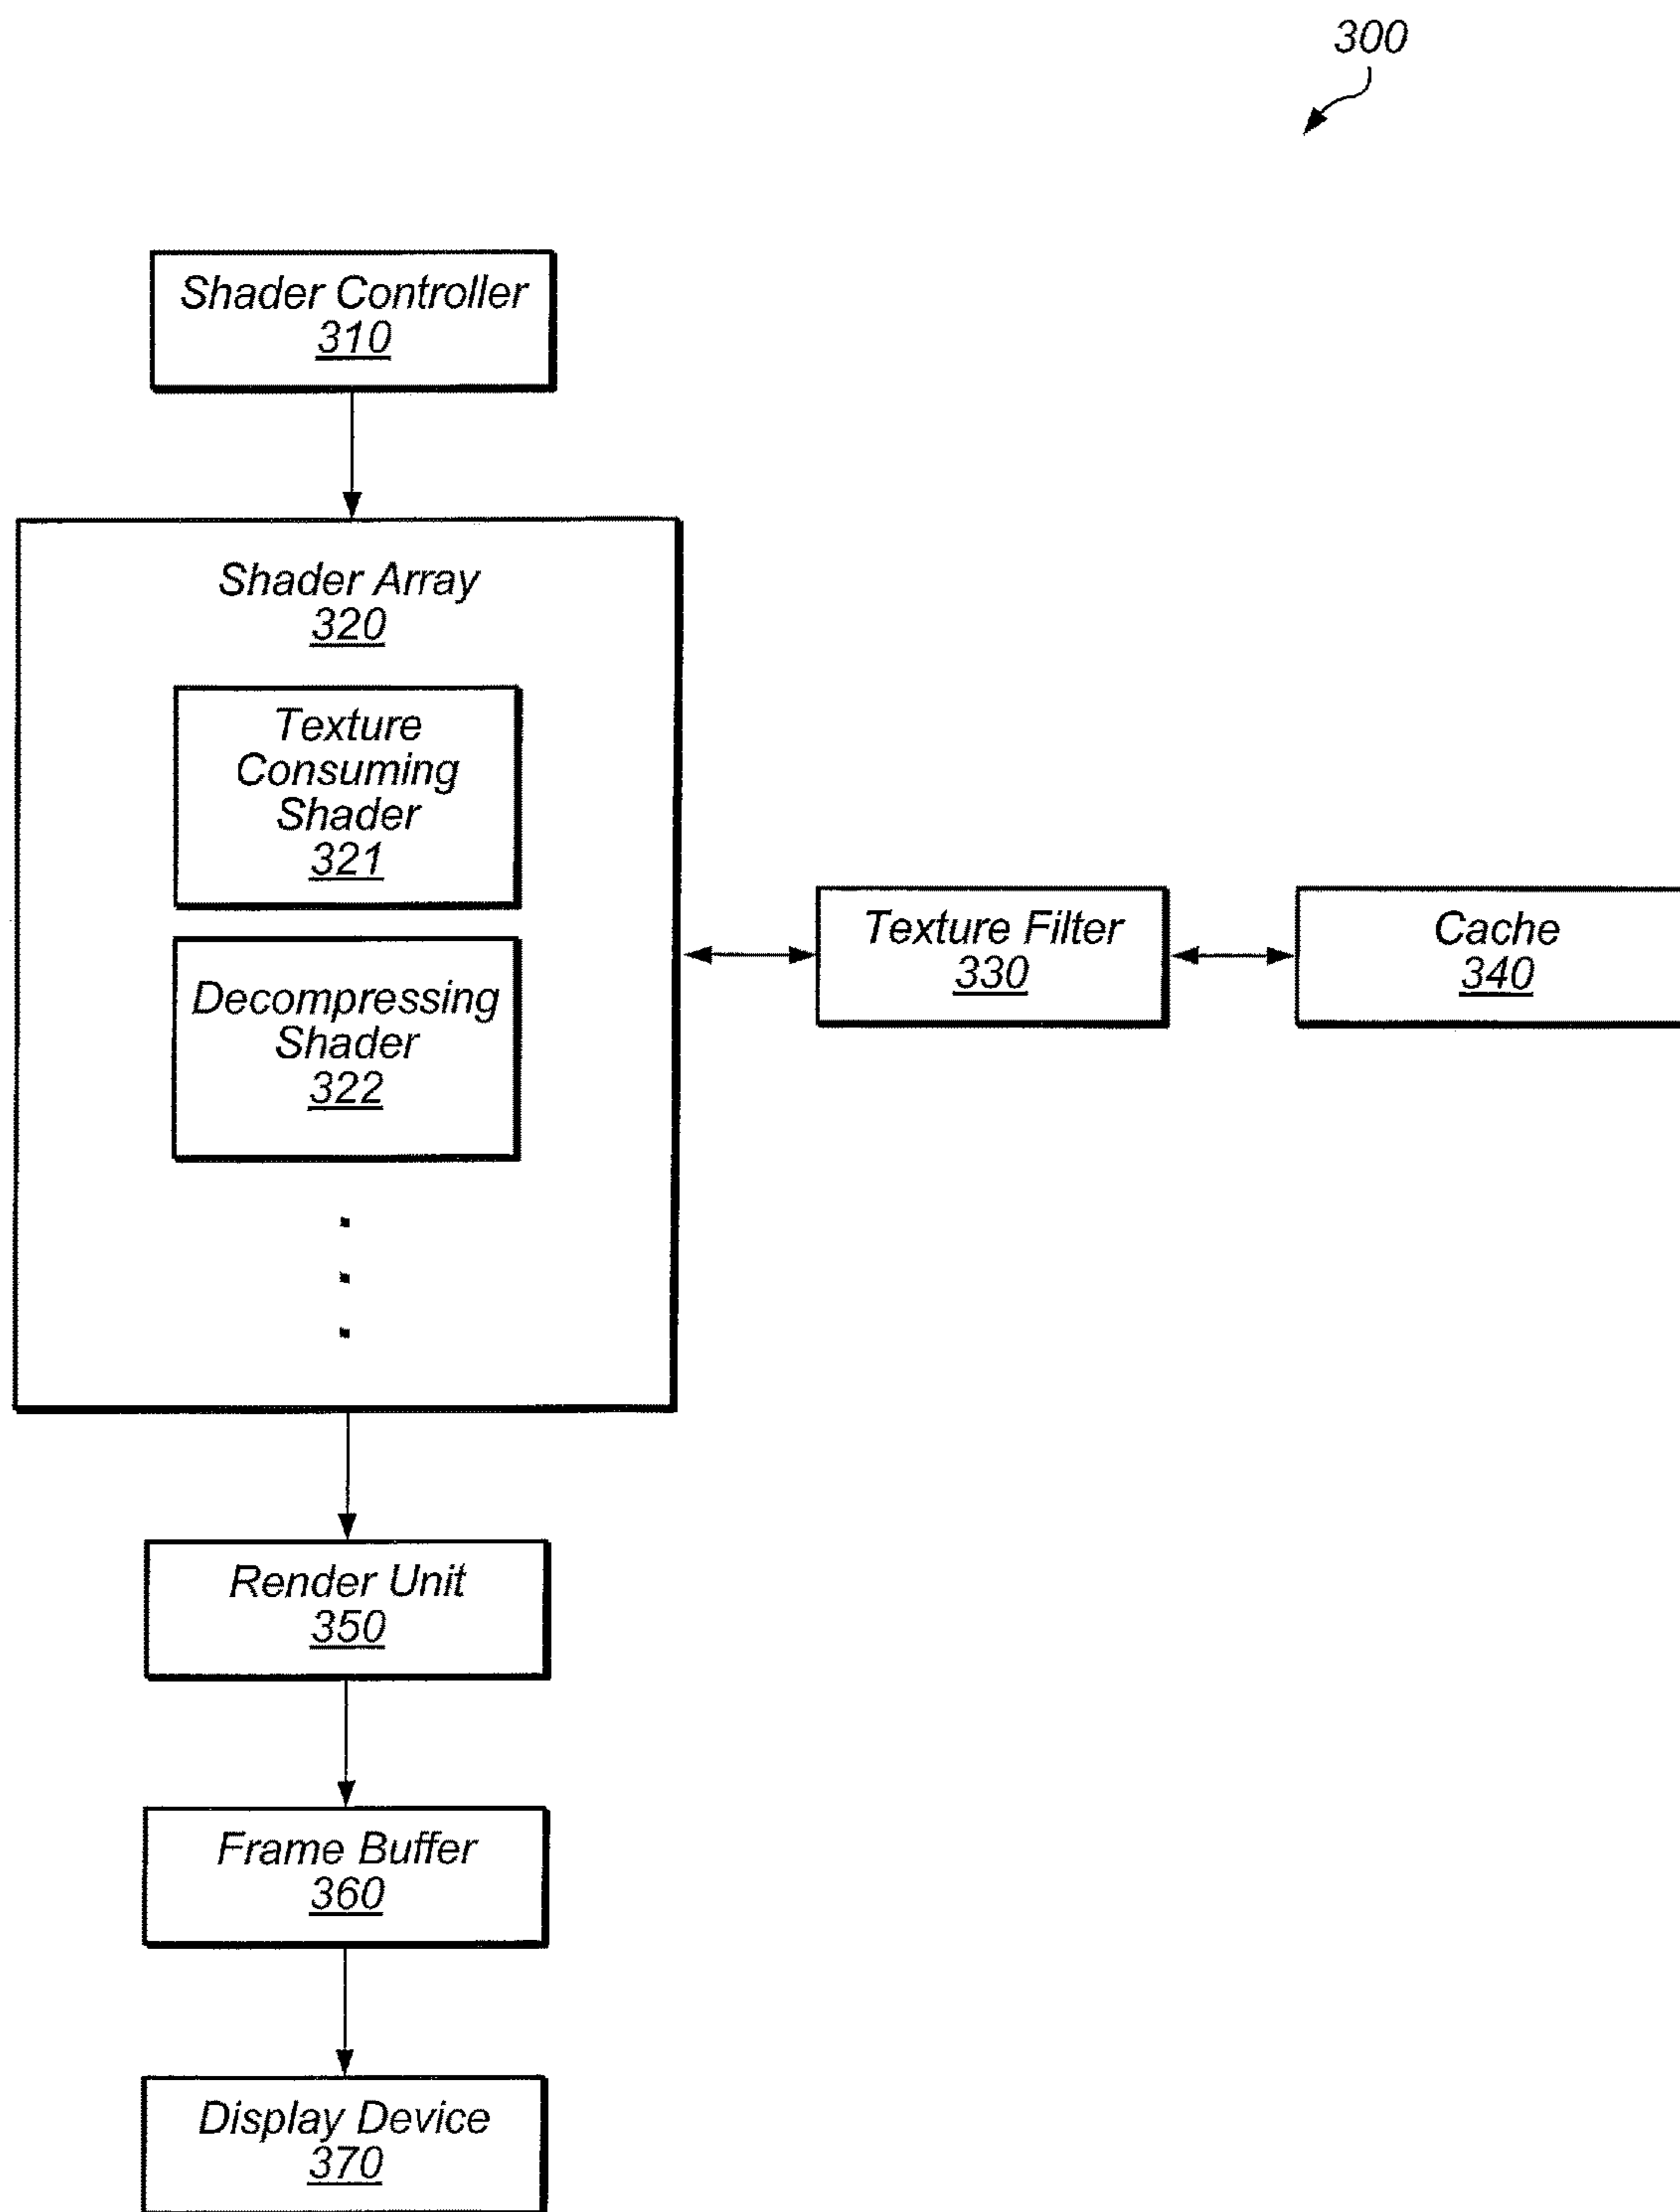 300
Shader Controller
310
Shader Array
320
Texture
Consuming
Shader
321
Decompressing
Shader
322
Texture Filter
330
Cache
340
Render Unit
350
Frame Buffer
360
Display Device
370